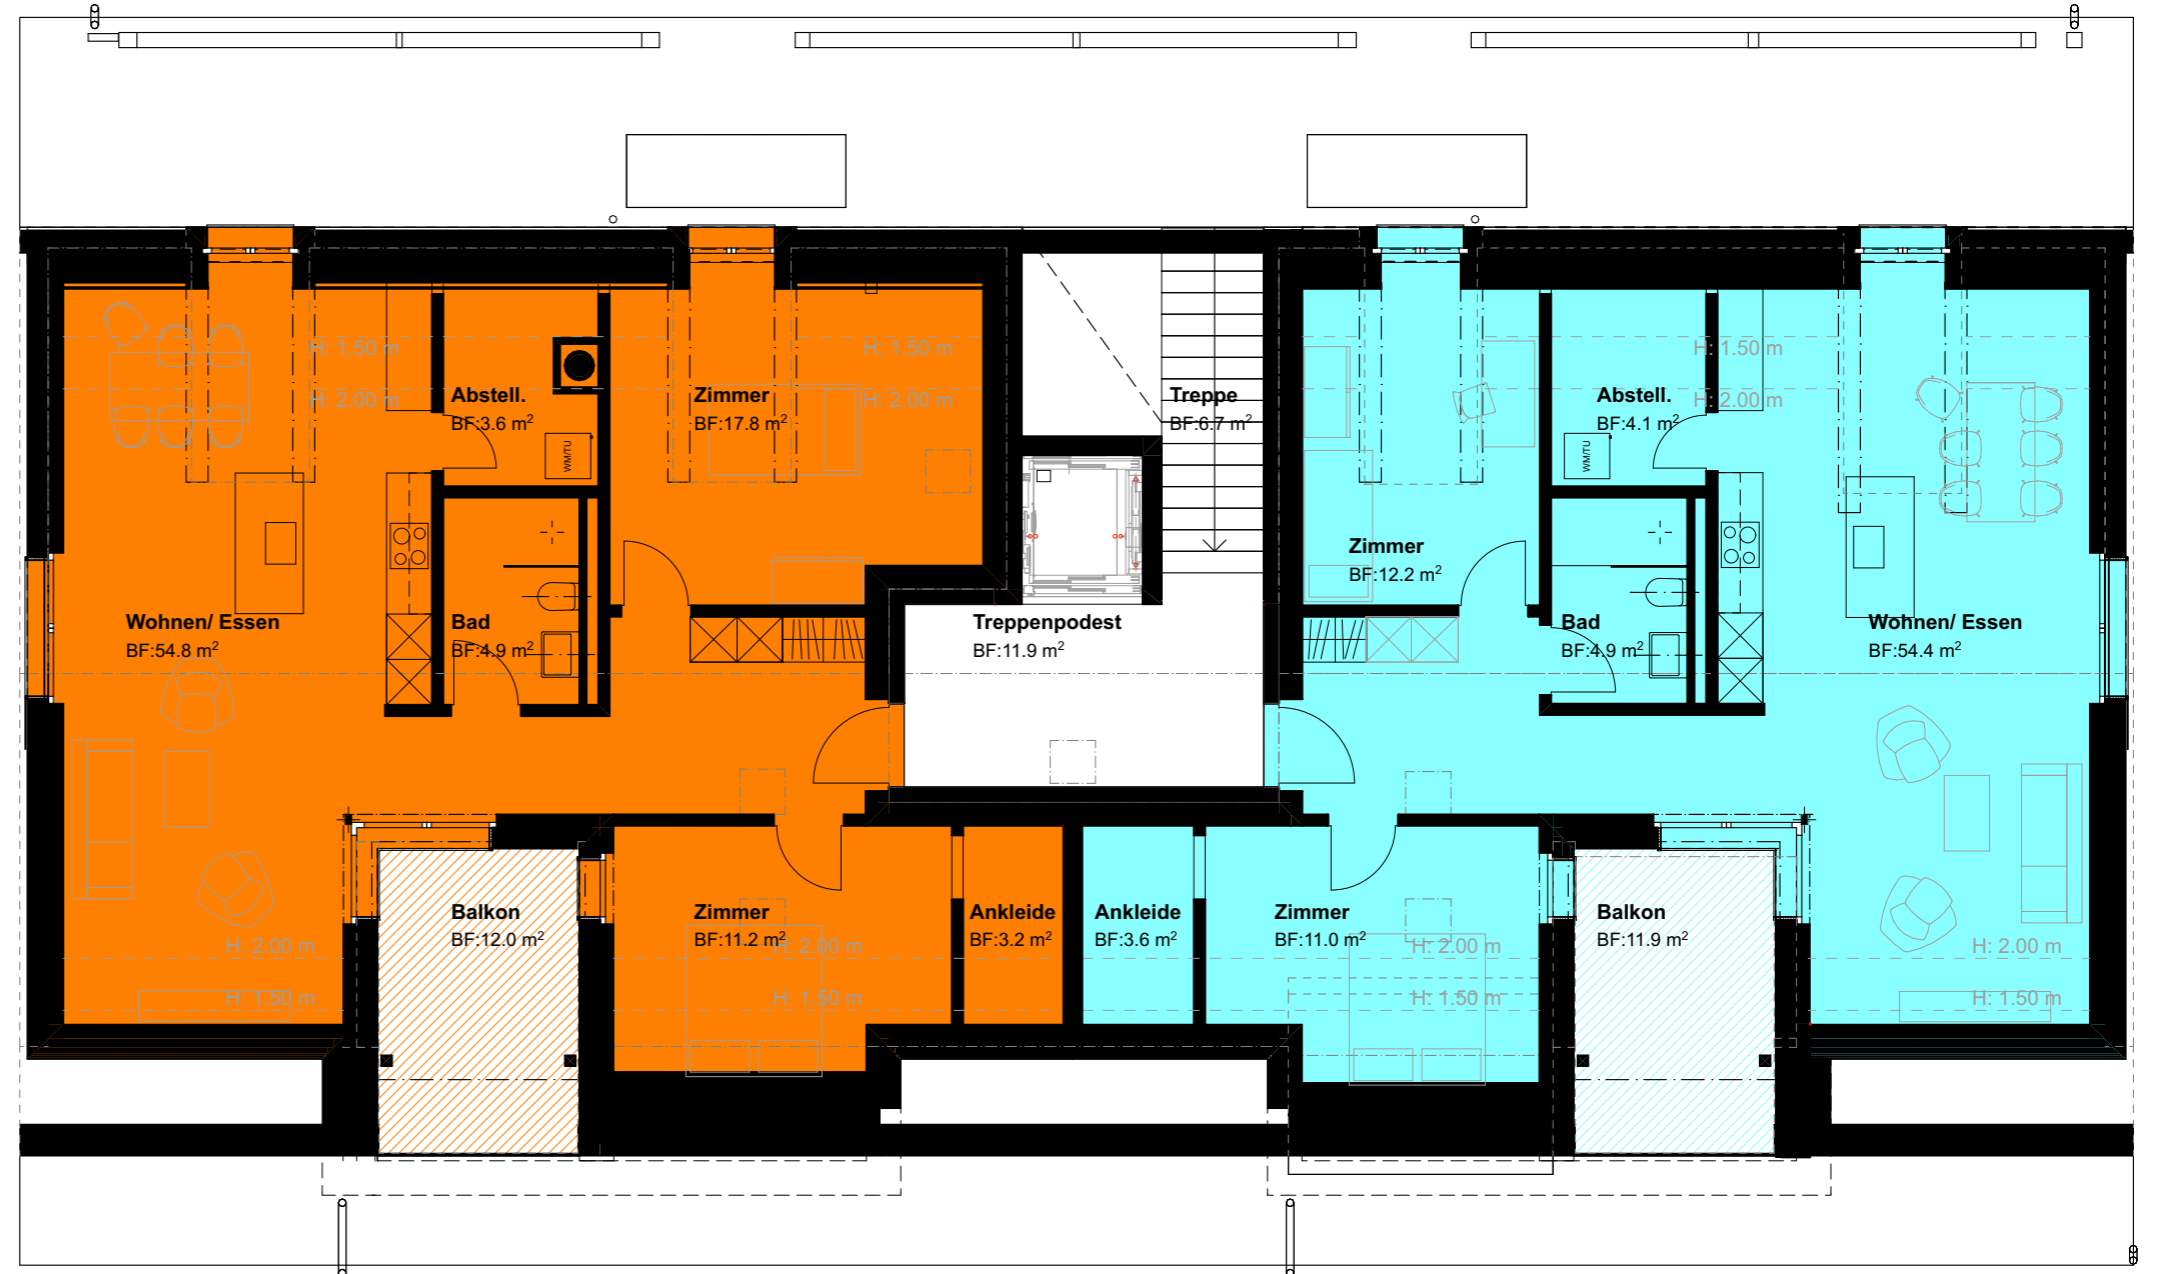 H: 1.50 m
H: 1.50 m
H: 1.50 m
H: 2.00 m
H: 2.00 m
H: 2.00 m
Abstell.
BF:3.6 m²
Zimmer
BF:17.8 m²
Treppe
BF:6.7 m²
Abstell.
BF:4.1 m²
WM/TU
WM/TU
Zimmer
BF:12.2 m²
Wohnen/ Essen
BF:54.8 m²
Bad
BF:4.9 m²
Treppenpodest
BF:11.9 m²
Bad
BF:4.9 m²
Wohnen/ Essen
BF:54.4 m²
Balkon
BF:12.0 m²
Zimmer
BF:11.2 m²
Ankleide
BF:3.2 m²
Ankleide
BF:3.6 m²
Zimmer
BF:11.0 m²
Balkon
BF:11.9 m²
H: 2.00 m
H: 2.00 m
H: 2.00 m
H: 2.00 m
H: 1.50 m
H: 1.50 m
H: 1.50 m
H: 1.50 m